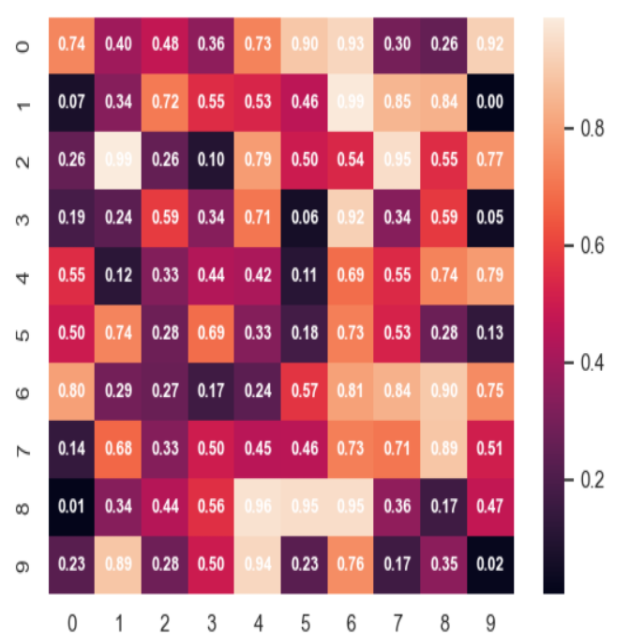 0 0.74 0.40 0.48 0.36 0.73 0.90 0.93 0.30 0.26 0.92
1 0.07 0.34 0.72 0.55 0.53 0.46 0.99 0.85 0.84 0.00
2 0.26 0.99 0.26 0.10 0.79 0.50 0.54 0.95 0.55 0.77
3 0.19 0.24 0.59 0.34 0.71 0.06 0.92 0.34 0.59 0.05
4 0.55 0.12 0.33 0.44 0.42 0.11 0.69 0.55 0.74 0.79
5 0.50 0.74 0.28 0.69 0.33 0.18 0.73 0.53 0.28 0.13
6 0.80 0.29 0.27 0.17 0.24 0.57 0.81 0.84 0.90 0.75
7 0.14 0.68 0.33 0.50 0.45 0.46 0.73 0.71 0.89 0.51
8 0.01 0.34 0.44 0.56 0.96 0.95 0.95 0.36 0.17 0.47
9 0.23 0.89 0.28 0.50 0.94 0.23 0.76 0.17 0.35 0.02
0 1 2 3 4 5 6 7 8 9
0.8
0.6
0.4
0.2